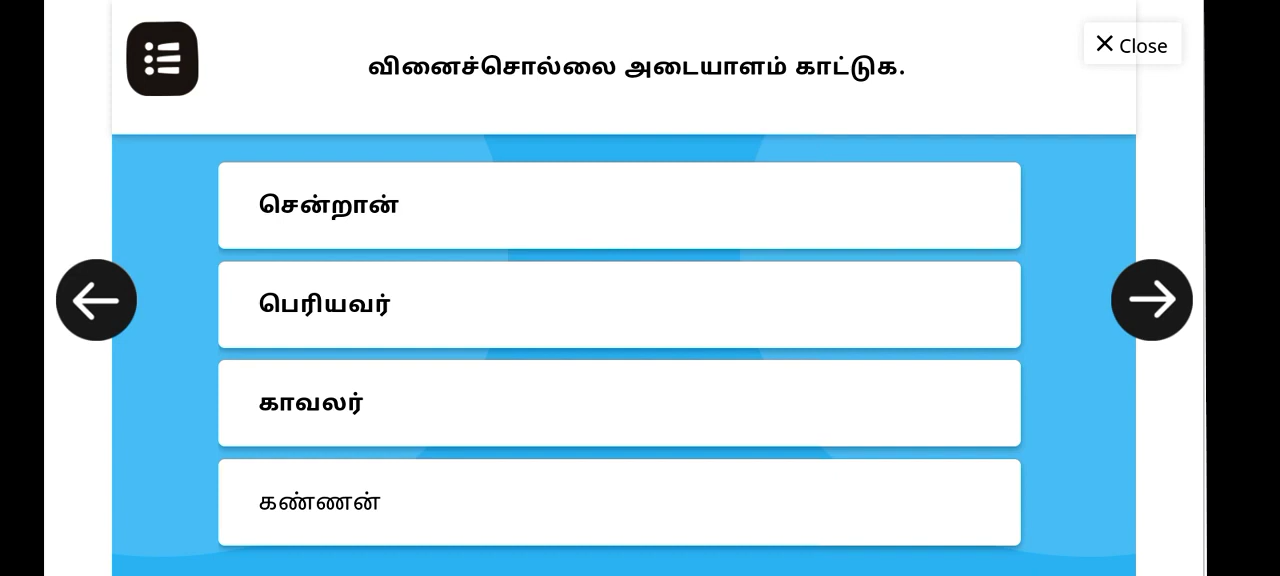 வினைச்சொல்லை அடையாளம் காட்டுக.
Close
சென்றான்
பெரியவர்
காவலர்
கண்ணன்